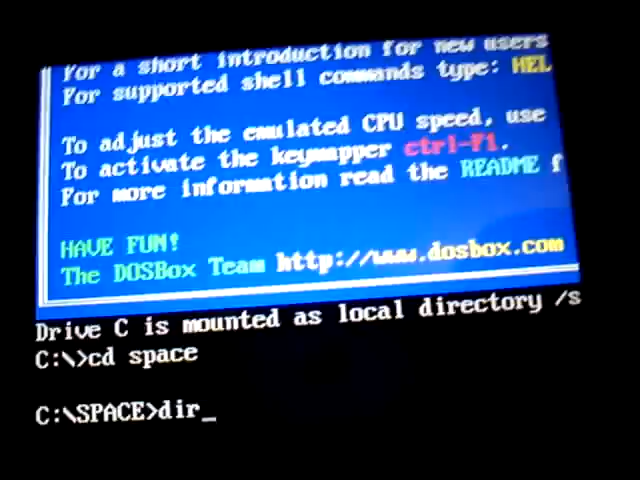 For a short introduction for new users
For supported shell commands type: HEL
To adjust the emulated CPU speed, use
To activate the keymapper ctrl-F1.
For more information read the README f
HAVE FUN!
The DOSBox Team http://www.dosbox.com
Drive C is mounted as local directory /s
C:\>cd space
C:\SPACE>dir_